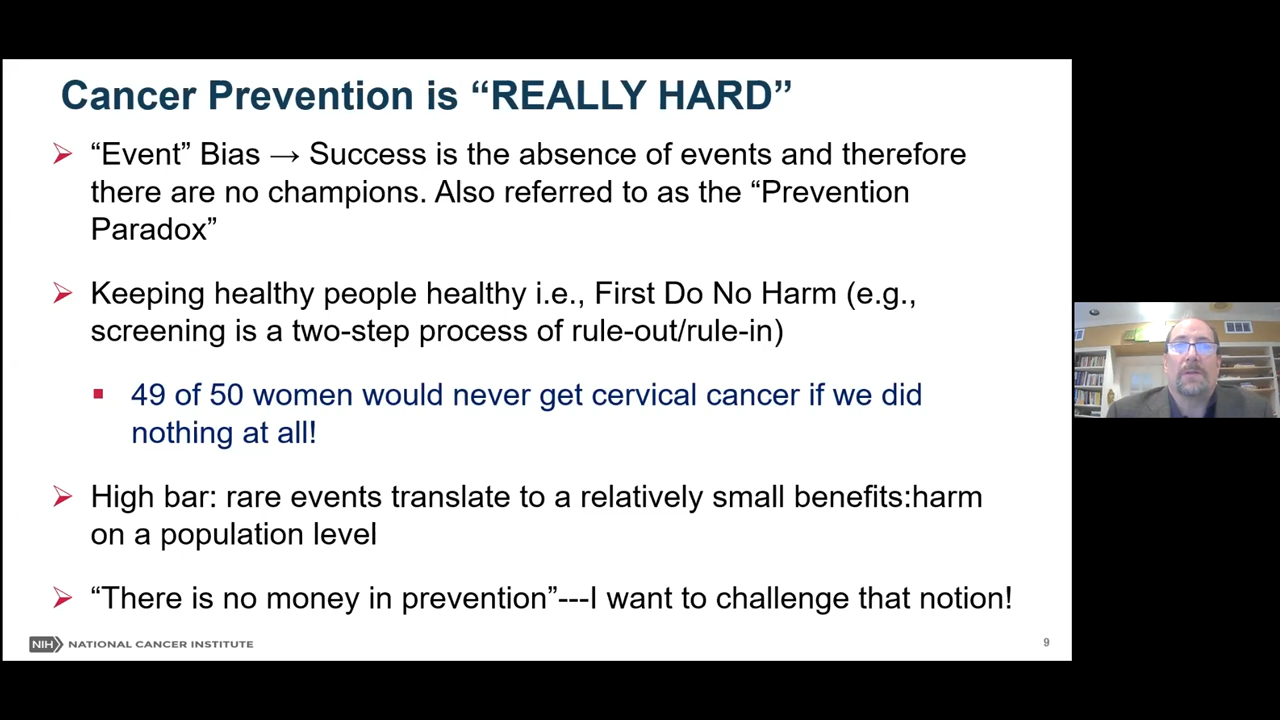 Cancer Prevention is “REALLY HARD”
“Event” Bias → Success is the absence of events and therefore
there are no champions. Also referred to as the “Prevention
Paradox”
Keeping healthy people healthy i.e., First Do No Harm (e.g.,
screening is a two-step process of rule-out/rule-in)
49 of 50 women would never get cervical cancer if we did
nothing at all!
High bar: rare events translate to a relatively small benefits:harm
on a population level
“There is no money in prevention”---I want to challenge that notion!
NIH NATIONAL CANCER INSTITUTE
9